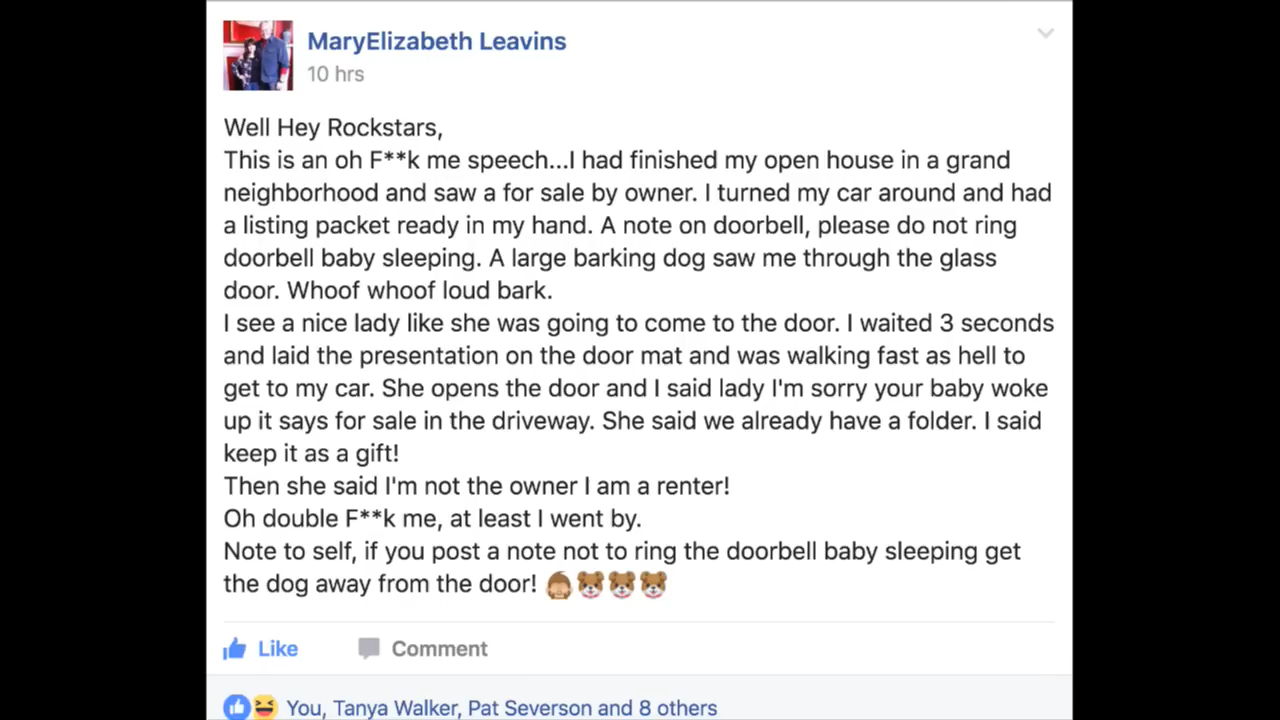 MaryElizabeth Leavins
10 hrs
Well Hey Rockstars,
This is an oh F**k me speech...I had finished my open house in a grand
neighborhood and saw a for sale by owner. I turned my car around and had
a listing packet ready in my hand. A note on doorbell, please do not ring
doorbell baby sleeping. A large barking dog saw me through the glass
door. Whoof whoof loud bark.
I see a nice lady like she was going to come to the door. I waited 3 seconds
and laid the presentation on the door mat and was walking fast as hell to
get to my car. She opens the door and I said lady I'm sorry your baby woke
up it says for sale in the driveway. She said we already have a folder. I said
keep it as a gift!
Then she said I'm not the owner I am a renter!
Oh double F**k me, at least I went by.
Note to self, if you post a note not to ring the doorbell baby sleeping get
the dog away from the door! 🙈🐻🐻🐻
Like Comment
You, Tanya Walker, Pat Severson and 8 others